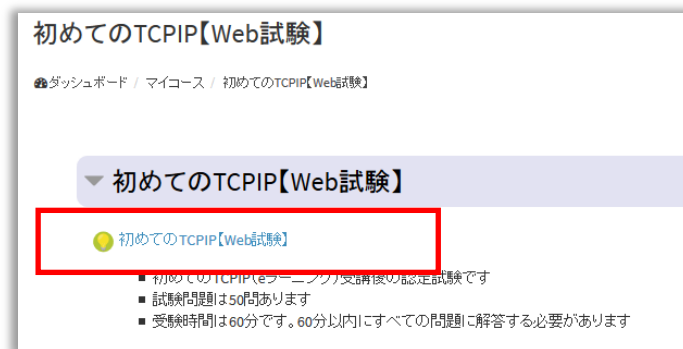 初めてのTCPIP【Web試験】
ダッシュボード / マイコース / 初めてのTCPIP【Web試験】
初めてのTCPIP【Web試験】
初めてのTCPIP【Web試験】
■ 初めてのTCPIP(eラーニング)受講後の認定試験です
■ 試験問題は50問あります
■ 受験時間は60分です。60分以内にすべての問題に解答する必要があります